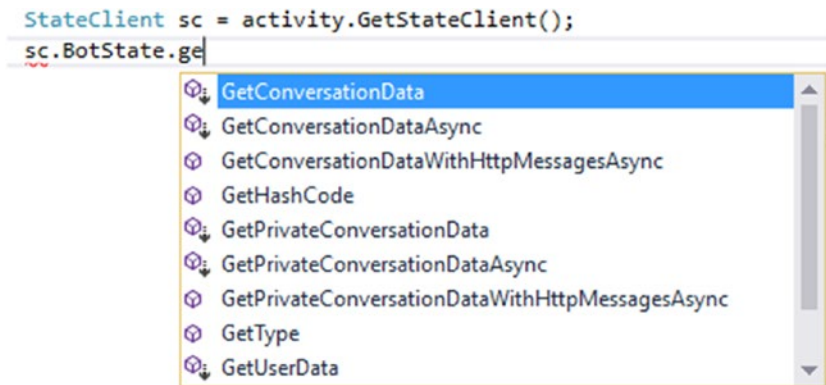 StateClient sc = activity.GetStateClient();
sc.BotState.ge
GetConversationData
GetConversationDataAsync
GetConversationDataWithHttpMessagesAsync
GetHashCode
GetPrivateConversationData
GetPrivateConversationDataAsync
GetPrivateConversationDataWithHttpMessagesAsync
GetType
GetUserData